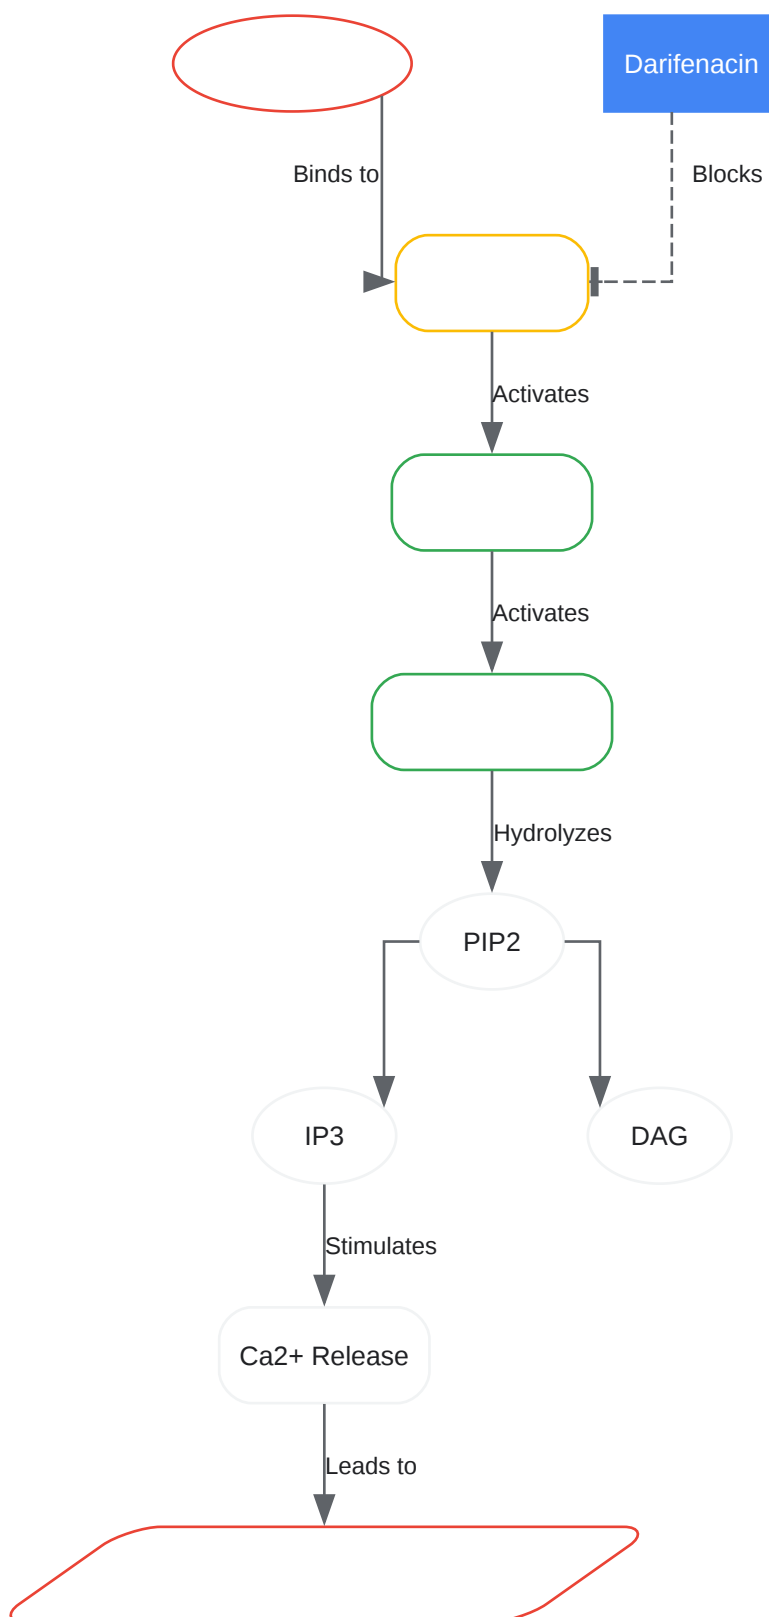 Darifenacin
Binds to
Blocks
Activates
Activates
Hydrolyzes
PIP2
IP3
DAG
Stimulates
Ca2+ Release
Leads to